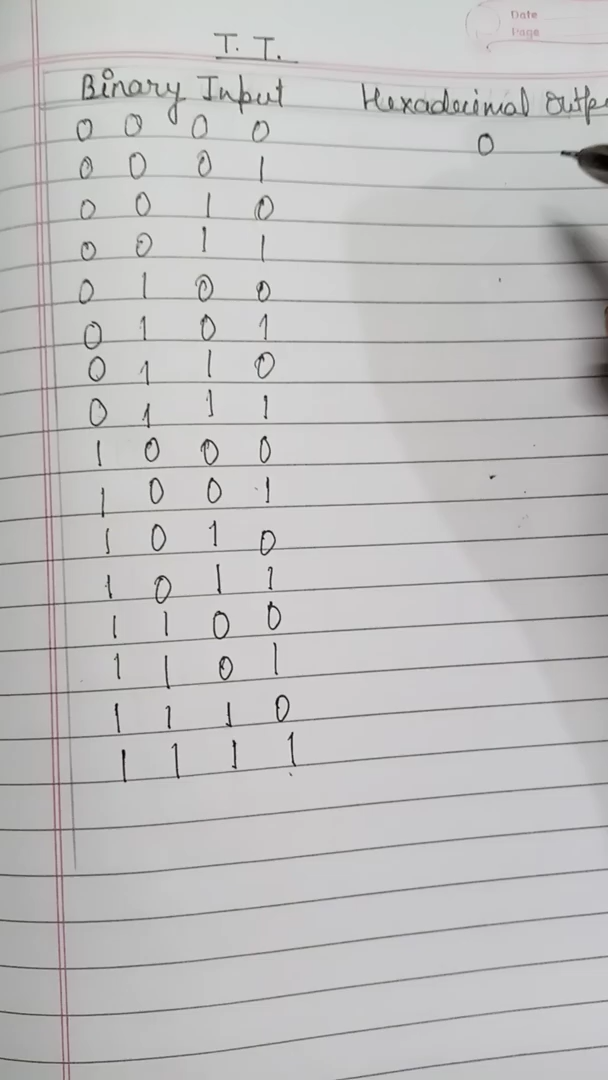 Date
Page
T. T.
Binary Input Hexadecimal
0 0 0 0 0
0 0 0 1
0 0 1 0
0 0 1 1
0 1 0 0
0 1 0 1
0 1 1 0
0 1 1 1
1 0 0 0
1 0 0 1
1 0 1 0
1 0 1 1
1 1 0 0
1 1 0 1
1 1 1 0
1 1 1 1